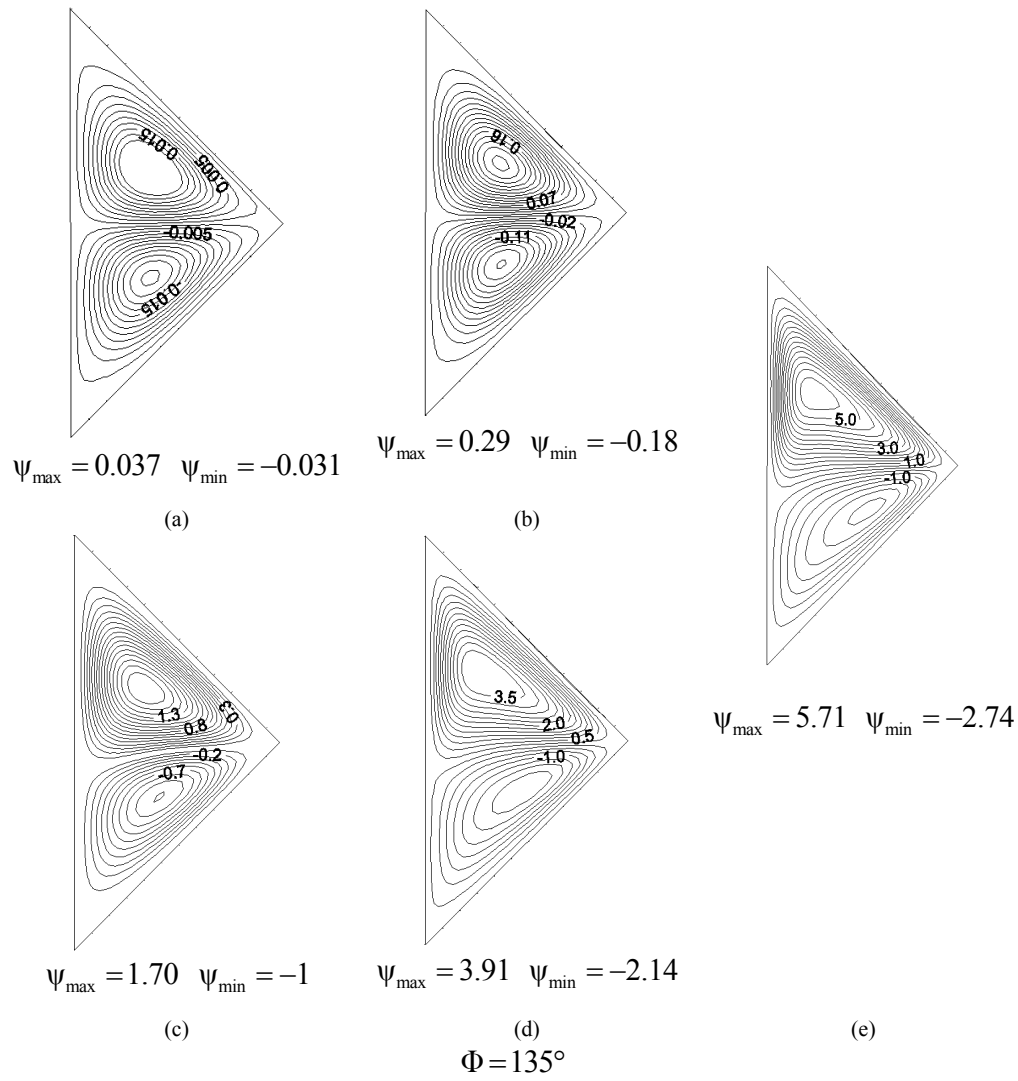 0.015
0.005
-0.005
-0.015
ψmax = 0.037 ψmin = −0.031
(a)
0.16
0.07
-0.02
-0.11
ψmax = 0.29 ψmin = −0.18
(b)
1.3
0.8
0.3
-0.2
-0.7
ψmax = 1.70 ψmin = −1
(c)
3.5
2.0
0.5
-1.0
ψmax = 3.91 ψmin = −2.14
(d)
5.0
3.0
1.0
-1.0
ψmax = 5.71 ψmin = −2.74
(e)
Φ = 135°